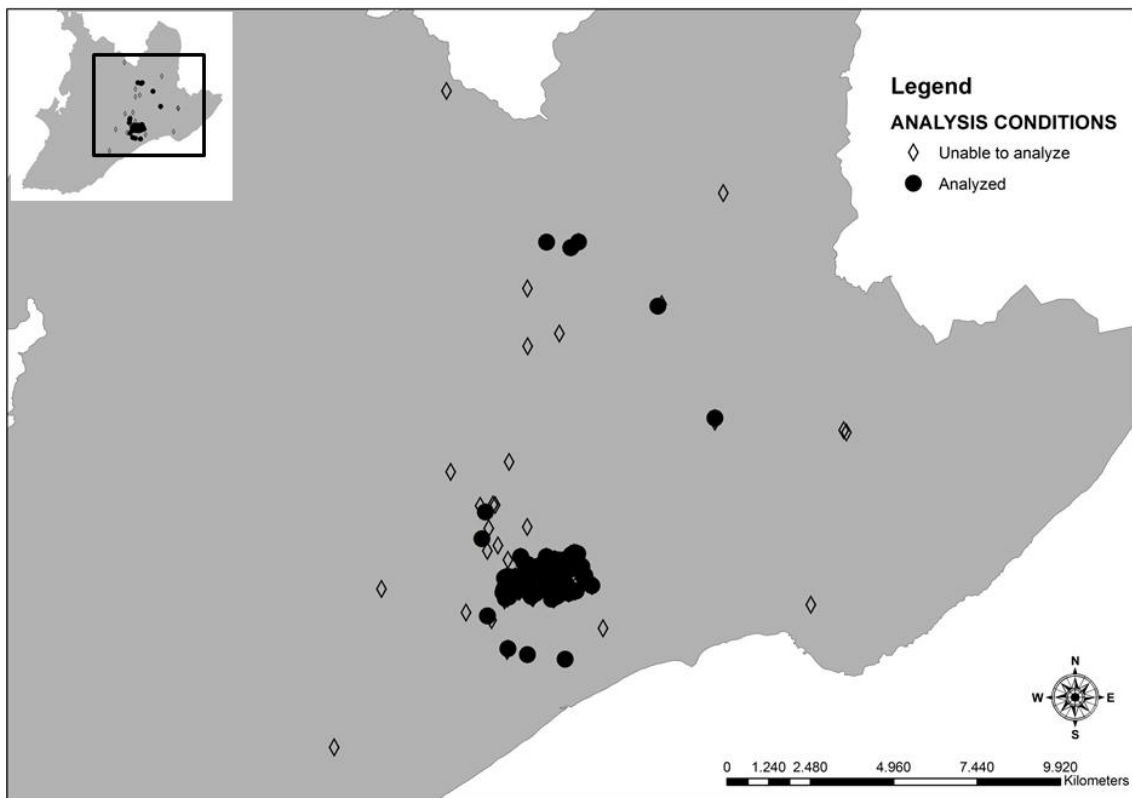 Legend
ANALYSIS CONDITIONS
Unable to analyze
Analyzed
N
W E
S
0 1.240 2.480 4.960 7.440 9.920
Kilometers